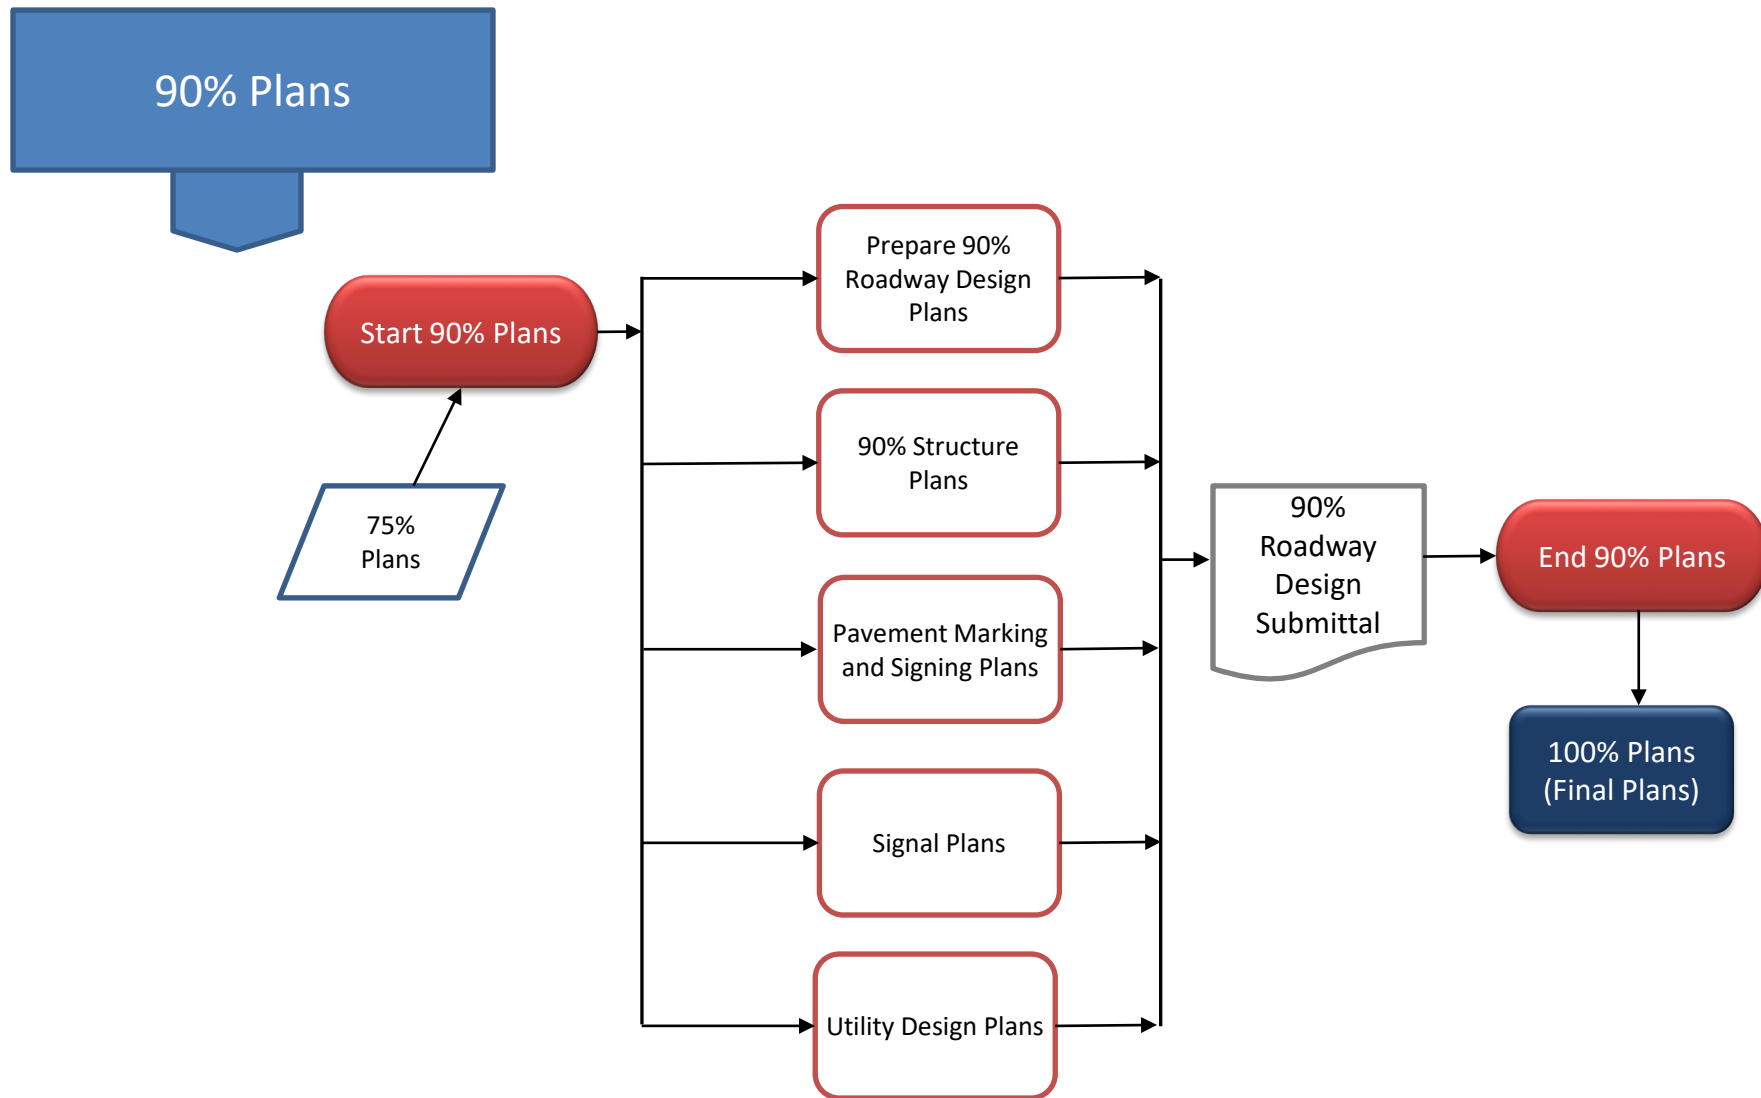 90% Plans
Start 90% Plans
75%
Plans
Prepare 90%
Roadway Design
Plans
90% Structure
Plans
Pavement Marking
and Signing Plans
Signal Plans
Utility Design Plans
90%
Roadway
Design
Submittal
End 90% Plans
100% Plans
(Final Plans)